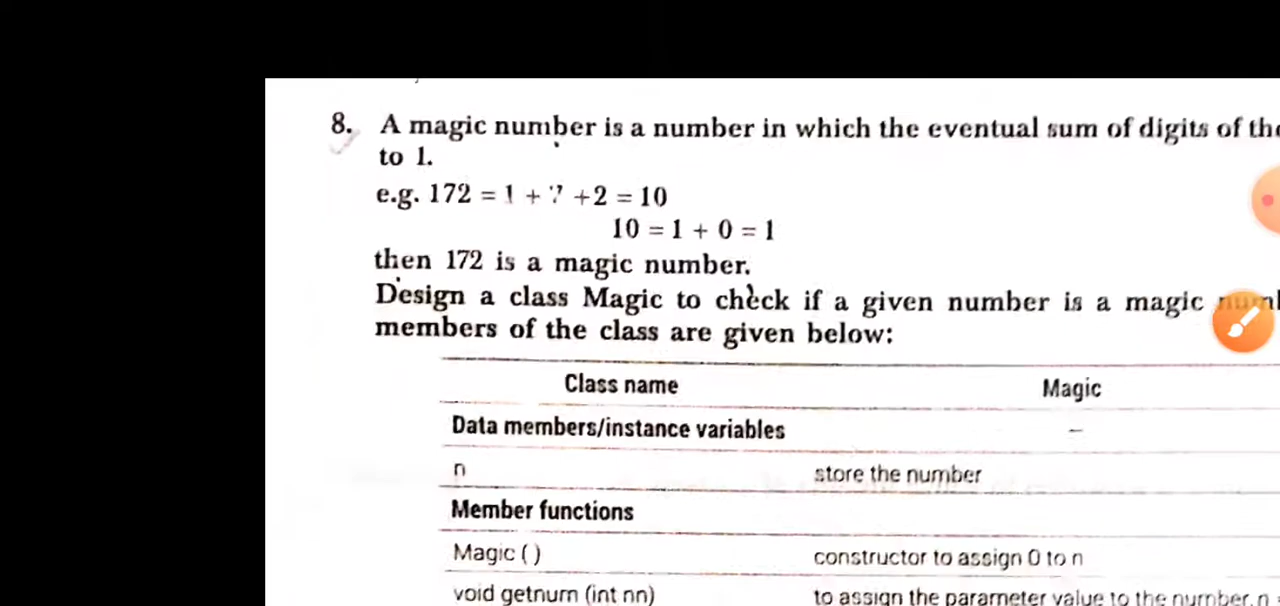 8. A magic number is a number in which the eventual sum of digits of the
to 1.
e.g. 172 = 1 + 7 +2 = 10
10 = 1 + 0 = 1
then 172 is a magic number.
Design a class Magic to check if a given number is a magic
members of the class are given below:
Class name Magic
Data members/instance variables –
n store the number
Member functions
Magic ( ) constructor to assign 0 to n
void getnum (int nn) to assign the parameter value to the number, n